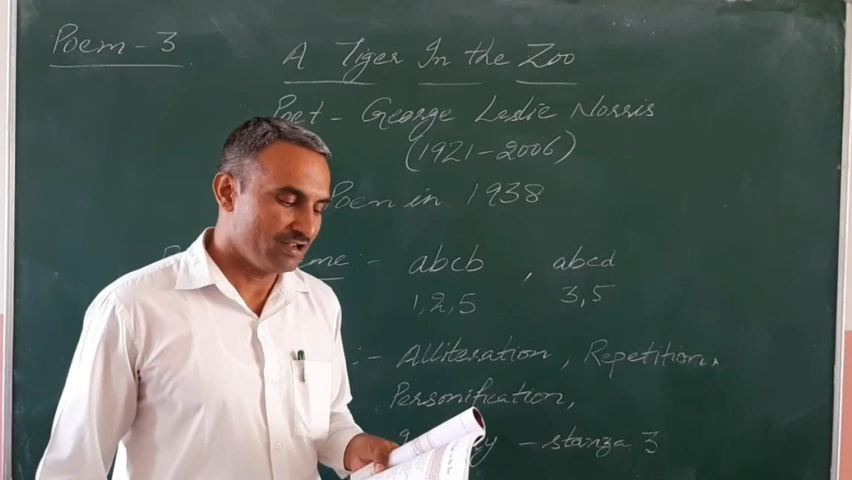 Poem - 3
A Tiger In the Zoo
Poet - George Leslie Norris
(1921-2006)
Poem in 1938
:- abcb , abcd
1,2,5 3,5
:- Alliteration, Repetition,
Personification,
- stanza 3